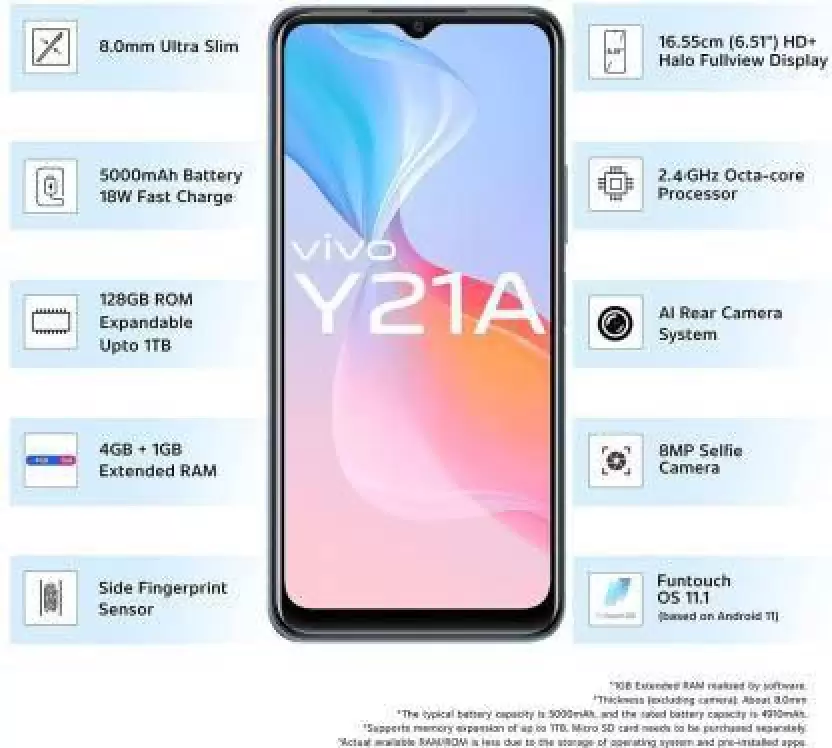 8.0mm Ultra Slim
5000mAh Battery
18W Fast Charge
128GB ROM
Expandable
Upto 1TB
4GB + 1GB
Extended RAM
Side Fingerprint
Sensor
vivo
Y21A
16.55cm (6.51") HD+
Halo Fullview Display
2.4GHz Octa-core
Processor
AI Rear Camera
System
8MP Selfie
Camera
Funtouch
OS 11.1
(based on Android 11)
*1GB Extended RAM realised by software.
*Thickness (excluding camera): About 8.0mm
*The typical battery capacity is 5000mAh, and the rated battery capacity is 4910mAh.
*Supports memory expansion of up to 1TB. Micro SD card needs to be purchased separately.
*Actual available RAM/ROM is less due to the storage of operating system and pre-installed apps.